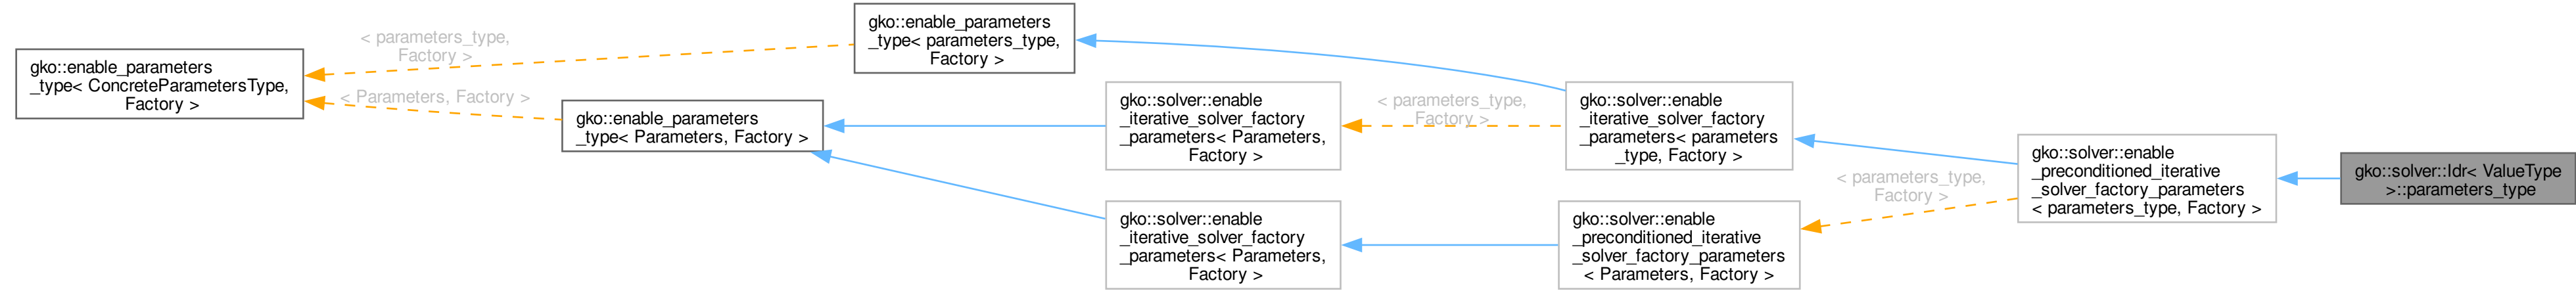 gko::enable_parameters
_type< ConcreteParametersType,
Factory >
< parameters_type,
Factory >
< Parameters, Factory >
gko::enable_parameters
_type< Parameters, Factory >
gko::enable_parameters
_type< parameters_type,
Factory >
gko::solver::enable
_iterative_solver_factory
_parameters< Parameters,
Factory >
gko::solver::enable
_iterative_solver_factory
_parameters< Parameters,
Factory >
< parameters_type,
Factory >
gko::solver::enable
_iterative_solver_factory
_parameters< parameters
_type, Factory >
gko::solver::enable
_preconditioned_iterative
_solver_factory_parameters
< Parameters, Factory >
< parameters_type,
Factory >
gko::solver::enable
_preconditioned_iterative
_solver_factory_parameters
< parameters_type, Factory >
gko::solver::Idr< ValueType
>::parameters_type